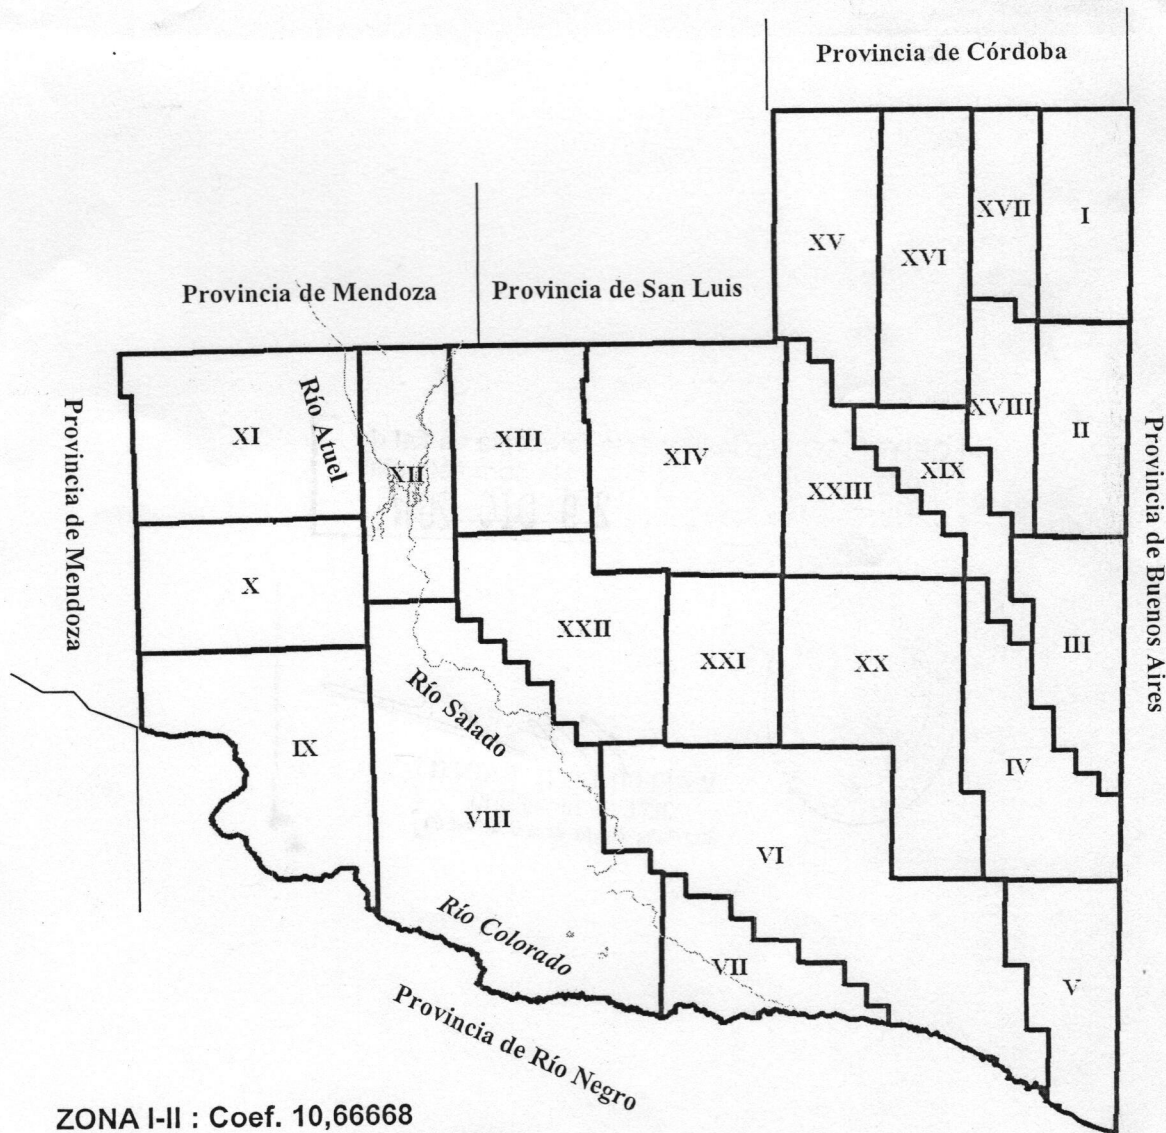 Provincia de Córdoba
XVII
I
XV
XVI
Provincia de Mendoza
Provincia de San Luis
Río Atuel
XI
XII
XIII
XIV
XVIII
II
XIX
XXIII
Provincia de Mendoza
Provincia de Buenos Aires
X
XXII
XXI
XX
III
Río Salado
IX
VIII
IV
VI
Río Colorado
VII
V
Provincia de Río Negro
ZONA I-II : Coef. 10,66668